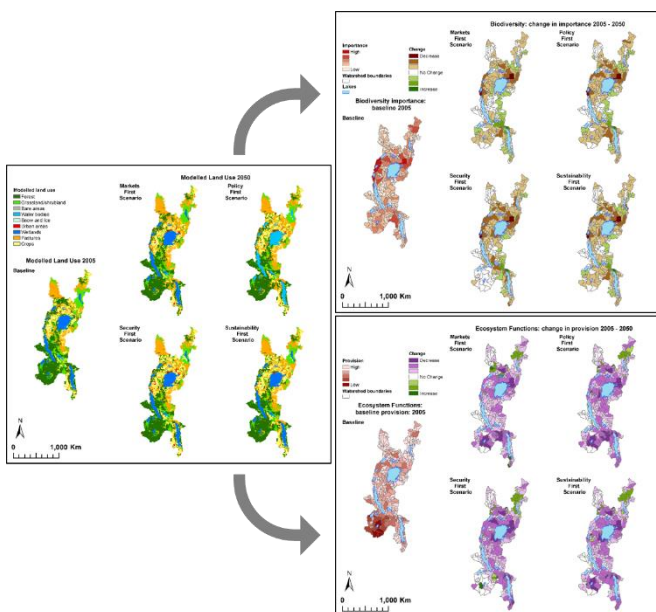 Modelled Land Use 2050
Modelled land use
Forest
Grassland/shrubland
Bare areas
Water bodies
Snow and Ice
Urban areas
Wetlands
Pastures
Crops
Markets
First
Scenario
Policy
First
Scenario
Modelled Land Use 2005
Baseline
Security
First
Scenario
Sustainability
First
Scenario
N
0
1,000 Km
Biodiversity: change in importance 2005 - 2050
Importance
High
Low
Watershed boundaries
Lakes
Change
Decrease
No Change
Increase
Markets
First
Scenario
Policy
First
Scenario
Biodiversity importance:
baseline 2005
Baseline
Security
First
Scenario
Sustainability
First
Scenario
N
0
1,000 Km
Ecosystem Functions: change in provision 2005 - 2050
Provision
High
Low
Watershed boundaries
Change
Decrease
No Change
Increase
Markets
First
Scenario
Policy
First
Scenario
Ecosystem Functions:
baseline provision: 2005
Baseline
Security
First
Scenario
Sustainability
First
Scenario
N
0
1,000 Km